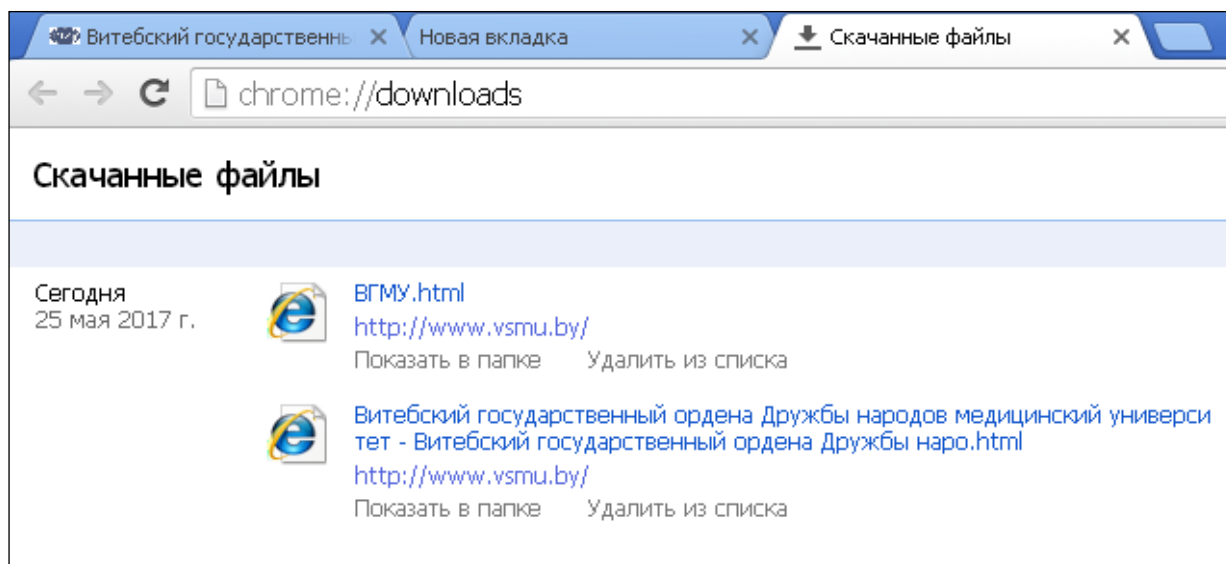 Витебский государственны
Новая вкладка
Скачанные файлы
chrome://downloads
Скачанные файлы
Сегодня
25 мая 2017 г.
ВГМУ.html
http://www.vsmu.by/
Показать в папке Удалить из списка
Витебский государственный ордена Дружбы народов медицинский универси
тет - Витебский государственный ордена Дружбы наро.html
http://www.vsmu.by/
Показать в папке Удалить из списка